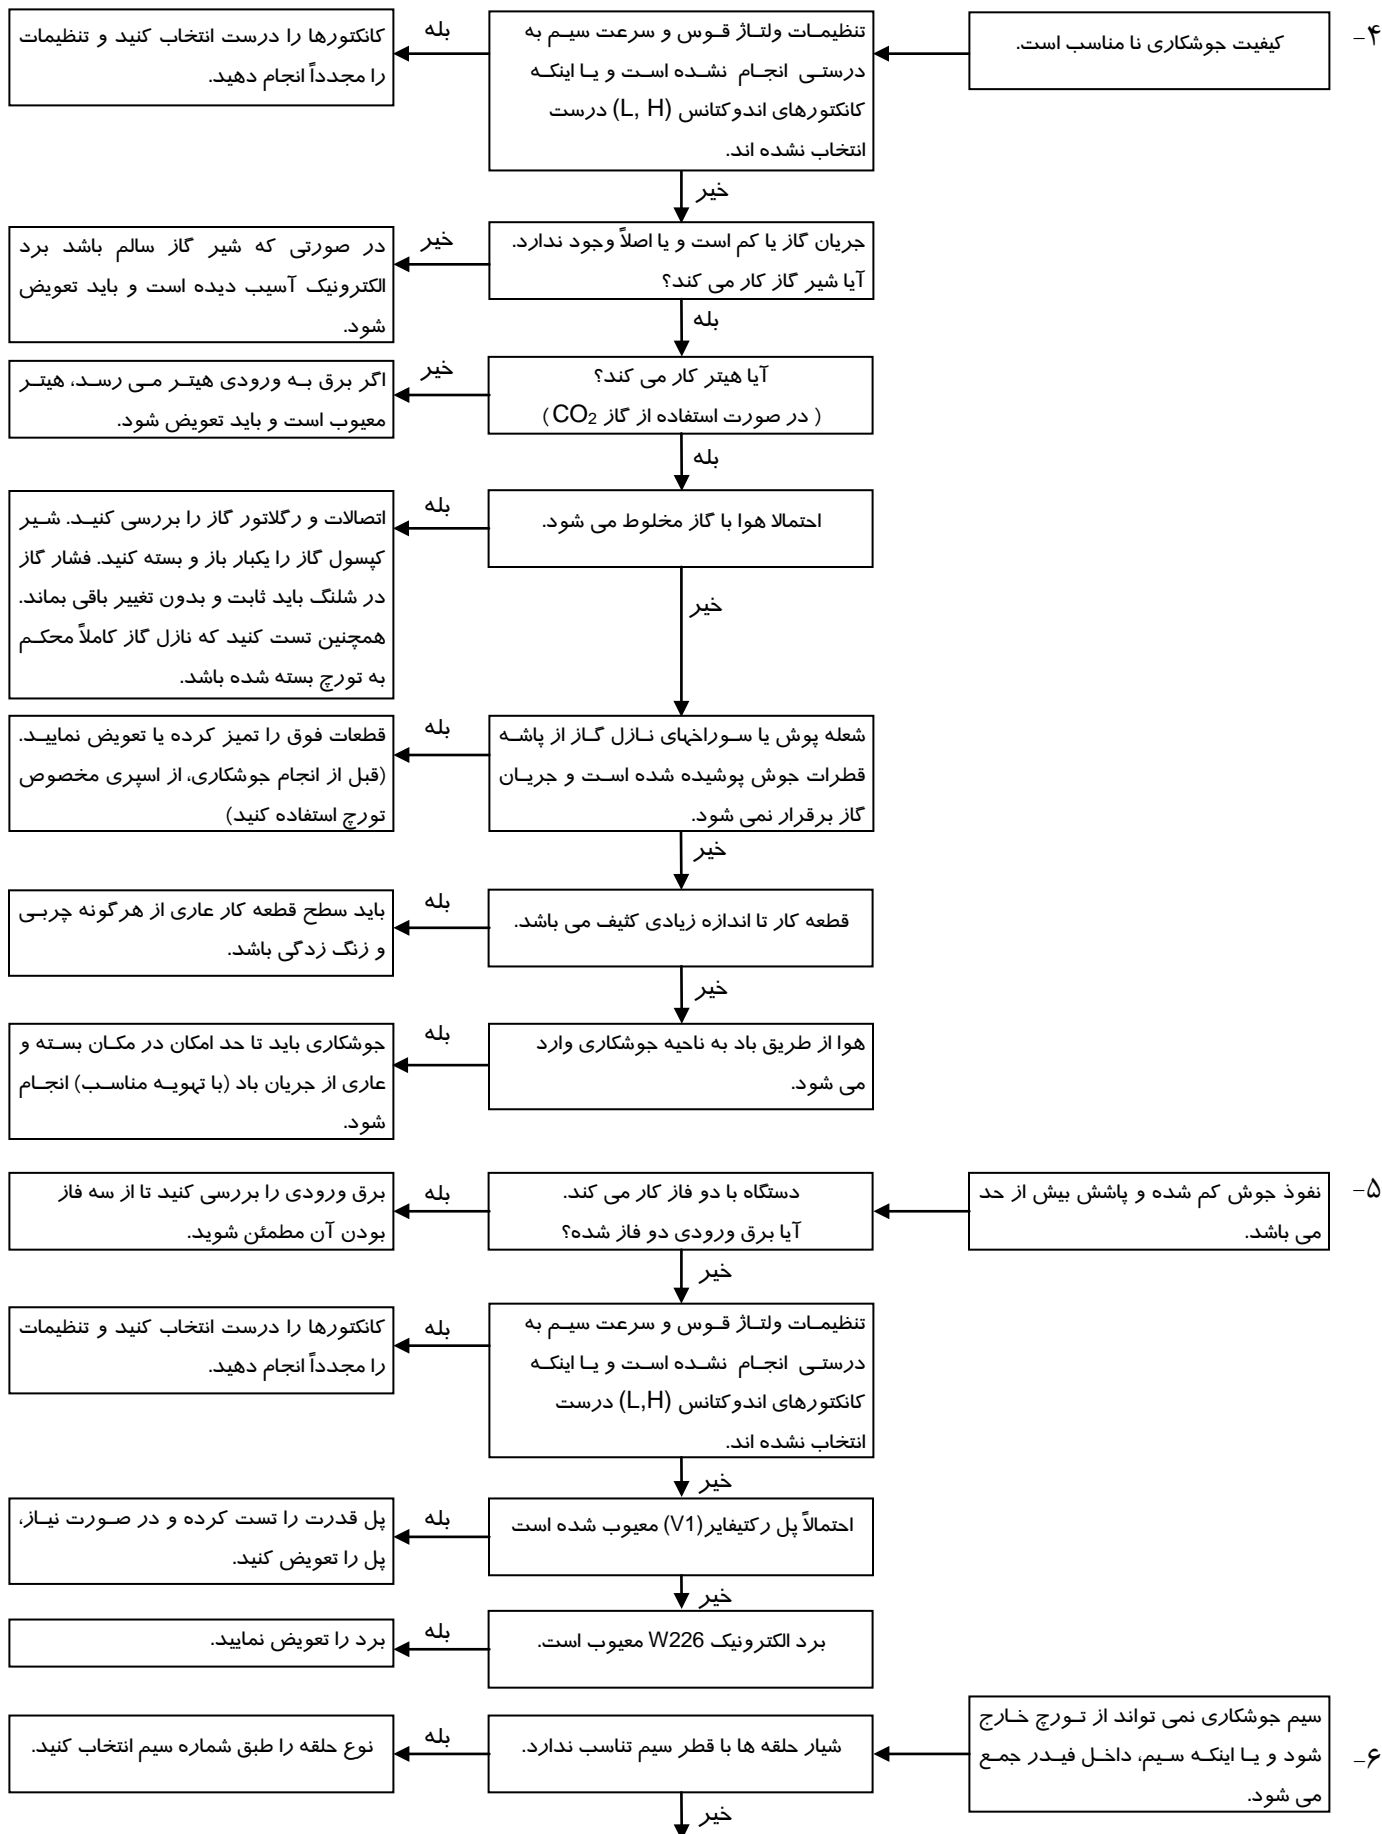 ۴-
کیفیت جوشکاری نا مناسب است.
تنظیمات ولتاژ قوس و سرعت سیم به
درستی انجام نشده است و یا اینکه
کانکتورهای اندوکتانس (L, H) درست
انتخاب نشده اند.
بله
کانکتورها را درست انتخاب کنید و تنظیمات
را مجدداً انجام دهید.
خیر
جریان گاز یا کم است و یا اصلاً وجود ندارد.
آیا شیر گاز کار می کند؟
خیر
در صورتی که شیر گاز سالم باشد برد
الکترونیک آسیب دیده است و باید تعویض
شود.
بله
آیا هیتر کار می کند؟
( در صورت استفاده از گاز CO₂ )
خیر
اگر برق به ورودی هیتر می رسد، هیتر
معیوب است و باید تعویض شود.
بله
احتمالا هوا با گاز مخلوط می شود.
بله
اتصالات و رگلاتور گاز را بررسی کنید. شیر
کپسول گاز را یکبار باز و بسته کنید. فشار گاز
در شلنگ باید ثابت و بدون تغییر باقی بماند.
همچنین تست کنید که نازل گاز کاملاً محکم
به تورچ بسته شده باشد.
خیر
شعله پوش یا سوراخهای نازل گاز از پاشه
قطرات جوش پوشیده شده است و جریان
گاز برقرار نمی شود.
بله
قطعات فوق را تمیز کرده یا تعویض نمایید.
(قبل از انجام جوشکاری، از اسپری مخصوص
تورچ استفاده کنید)
خیر
قطعه کار تا اندازه زیادی کثیف می باشد.
بله
باید سطح قطعه کار عاری از هرگونه چربی
و زنگ زدگی باشد.
خیر
هوا از طریق باد به ناحیه جوشکاری وارد
می شود.
بله
جوشکاری باید تا حد امکان در مکان بسته و
عاری از جریان باد (با تهویه مناسب) انجام
شود.
۵-
نفوذ جوش کم شده و پاشش بیش از حد
می باشد.
دستگاه با دو فاز کار می کند.
آیا برق ورودی دو فاز شده؟
بله
برق ورودی را بررسی کنید تا از سه فاز
بودن آن مطمئن شوید.
خیر
تنظیمات ولتاژ قوس و سرعت سیم به
درستی انجام نشده است و یا اینکه
کانکتورهای اندوکتانس (L,H) درست
انتخاب نشده اند.
بله
کانکتورها را درست انتخاب کنید و تنظیمات
را مجدداً انجام دهید.
خیر
احتمالاً پل رکتیفایر (V1) معیوب شده است
بله
پل قدرت را تست کرده و در صورت نیاز،
پل را تعویض کنید.
خیر
برد الکترونیک W226 معیوب است.
بله
برد را تعویض نمایید.
۶-
سیم جوشکاری نمی تواند از تورچ خارج
شود و یا اینکه سیم، داخل فیدر جمع
می شود.
شیار حلقه ها با قطر سیم تناسب ندارد.
بله
نوع حلقه را طبق شماره سیم انتخاب کنید.
خیر